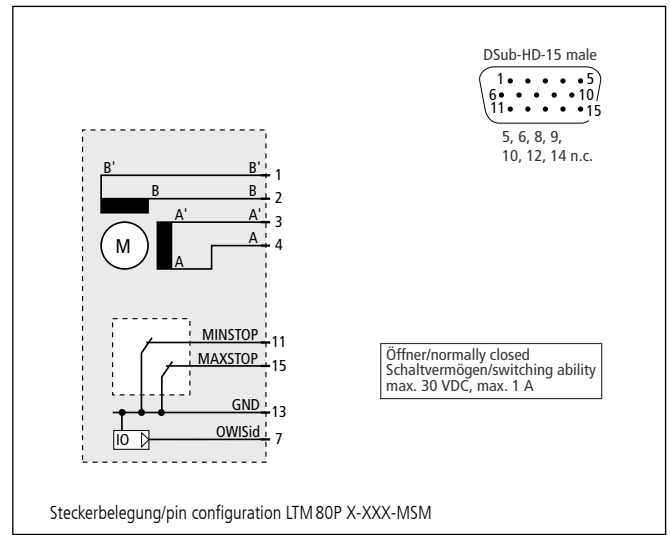 DSub-HD-15 male
1 5
6 10
11 15
5, 6, 8, 9,
10, 12, 14 n.c.
B' B' 1
B B 2
A' A' 3
M A 4
A
MINSTOP 11
MAXSTOP 15
GND 13
IO OWISid 7
Öffner/normally closed
Schaltvermögen/switching ability
max. 30 VDC, max. 1 A
Steckerbelegung/pin configuration LTM 80P X-XXX-MSM